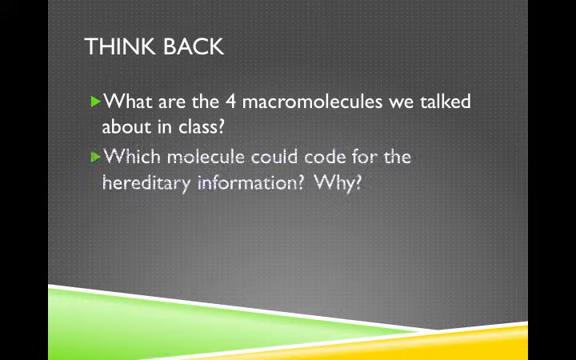 THINK BACK
What are the 4 macromolecules we talked
about in class?
Which molecule could code for the
hereditary information? Why?